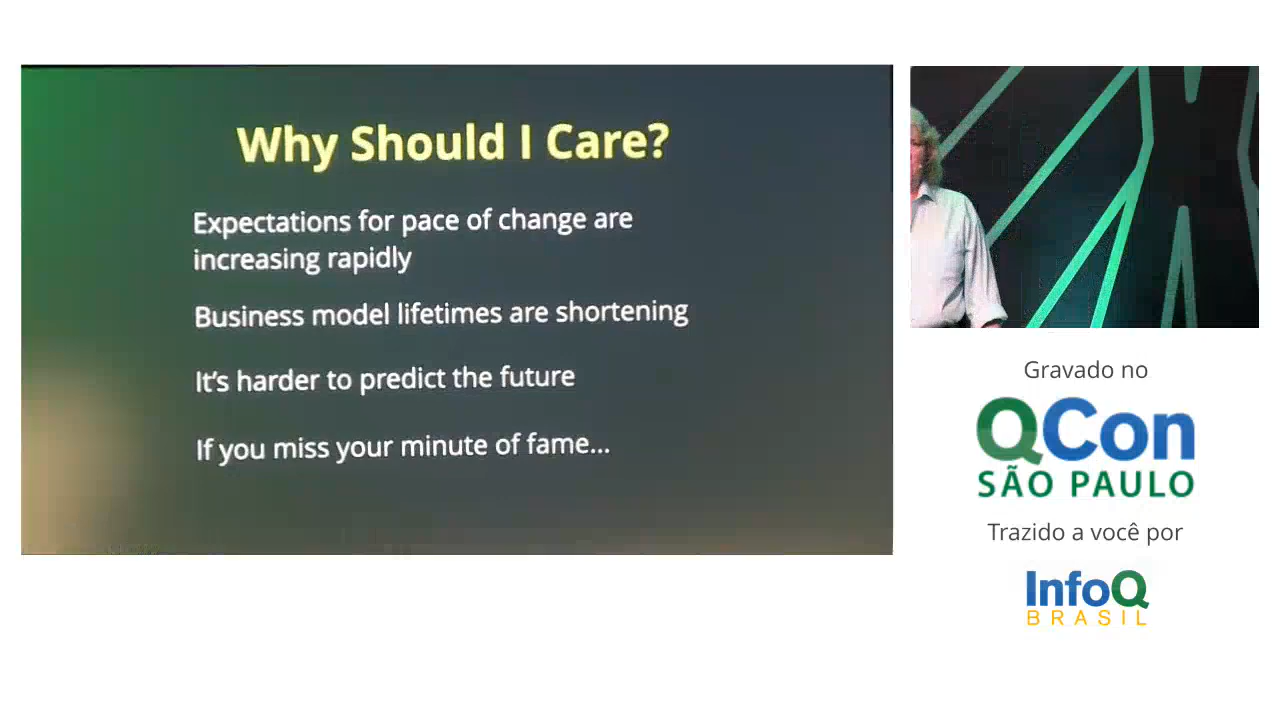 Why Should I Care?
Expectations for pace of change are
increasing rapidly
Business model lifetimes are shortening
It's harder to predict the future
If you miss your minute of fame...
Gravado no
QCon
SÃO PAULO
Trazido a você por
InfoQ
BRASIL